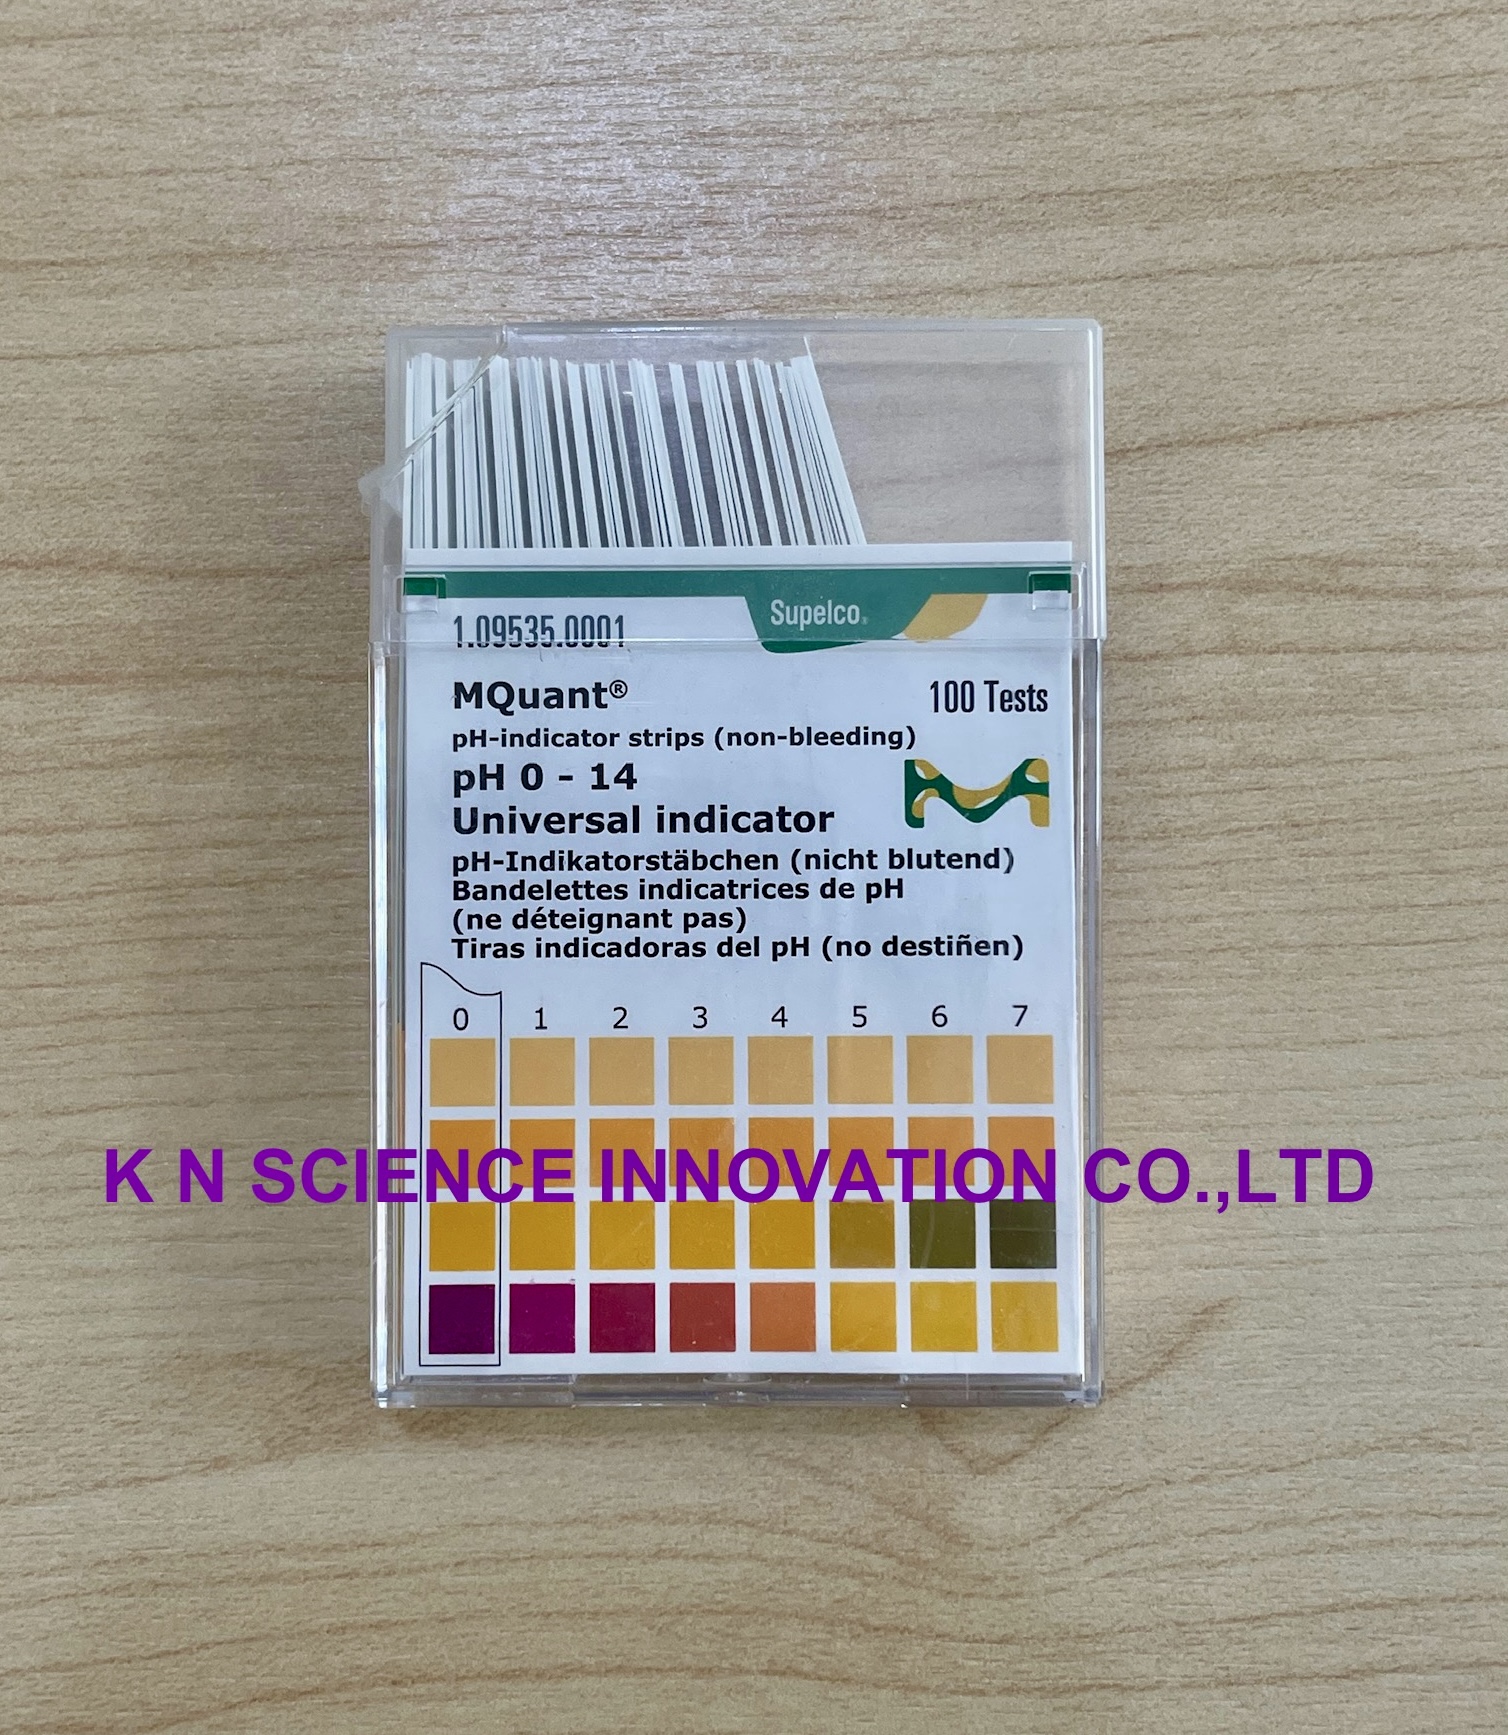 Supelco®
1.09535.0001
MQuant®
100 Tests
pH-indicator strips (non-bleeding)
pH 0 - 14
Universal indicator
pH-Indikatorstäbchen (nicht blutend)
Bandelettes indicatrices de pH
(ne déteignant pas)
Tiras indicadoras del pH (no destiñen)
0 1 2 3 4 5 6 7
K N SCIENCE INNOVATION CO.,LTD